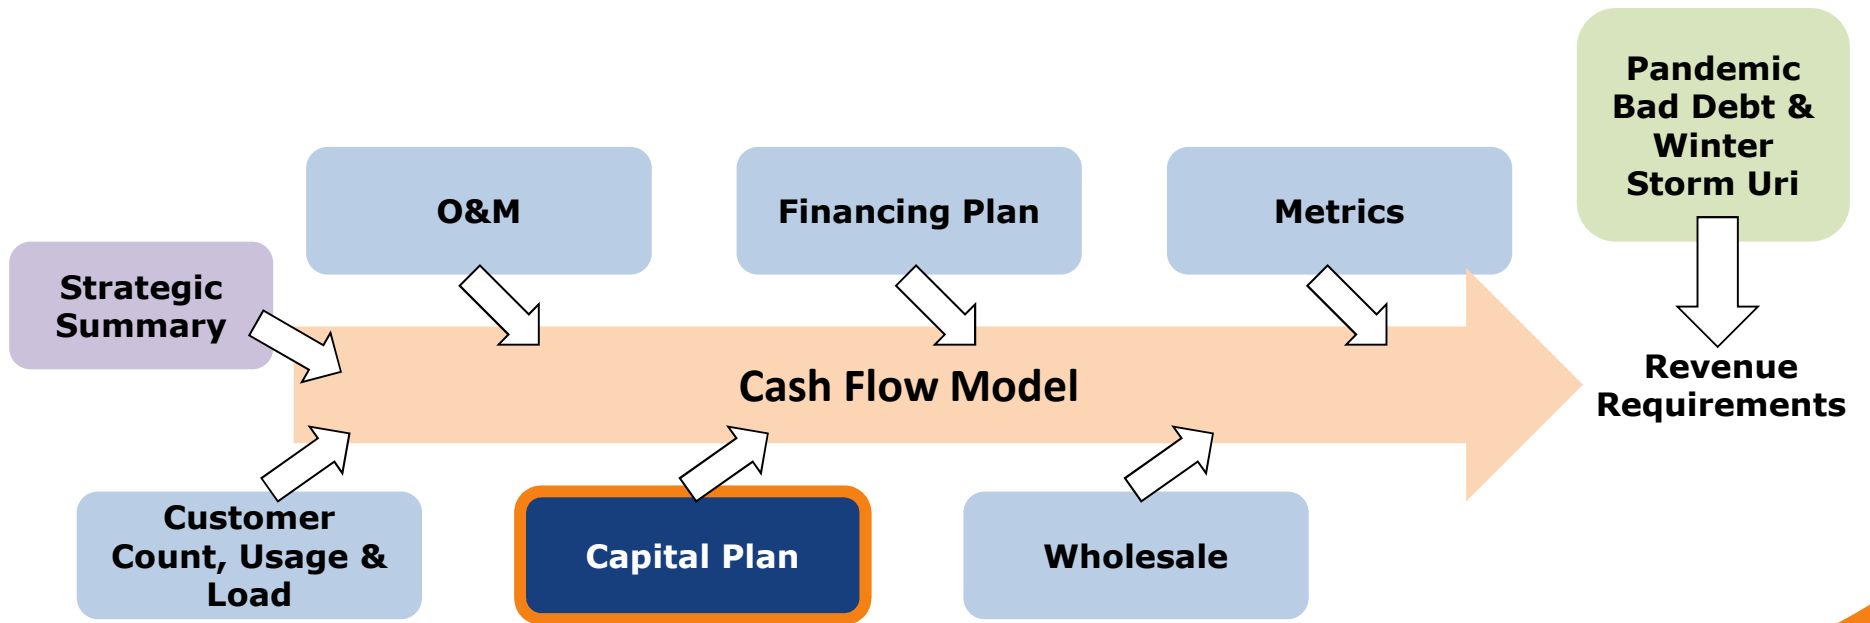 Pandemic
Bad Debt &
Winter
Storm Uri
O&M
Financing Plan
Metrics
Strategic
Summary
Cash Flow Model
Revenue
Requirements
Customer
Count, Usage &
Load
Capital Plan
Wholesale